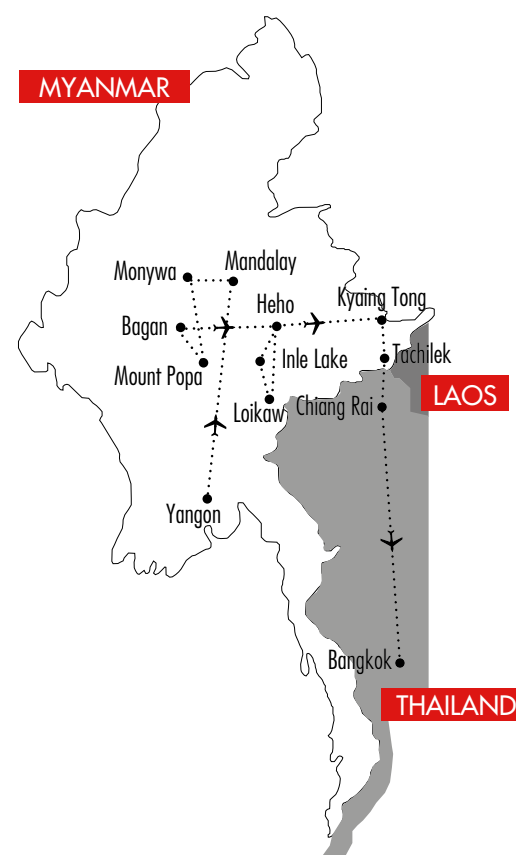 MYANMAR
Monywa
Mandalay
Bagan
Heho
Kyaing Tong
Mount Popa
Inle Lake
Tachilek
Loikaw
Chiang Rai
LAOS
Yangon
Bangkok
THAILAND